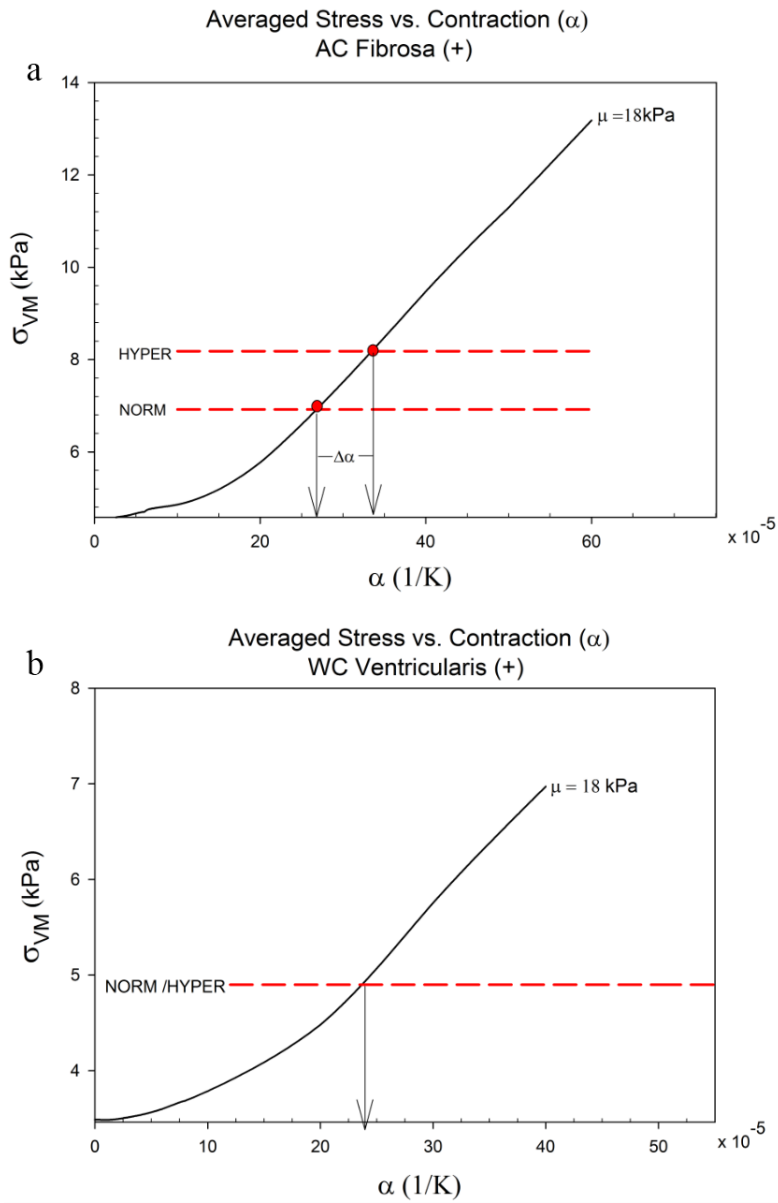 Averaged Stress vs. Contraction (α)
AC Fibrosa (+)
a
14
μ =18kPa
12
10
σVM (kPa)
HYPER
8
NORM
Δα
6
0
20
40
60
x 10-5
α (1/K)
Averaged Stress vs. Contraction (α)
WC Ventricularis (+)
b
8
7
μ = 18 kPa
6
σVM (kPa)
NORM /HYPER
5
4
0
10
20
30
40
50
x 10-5
α (1/K)